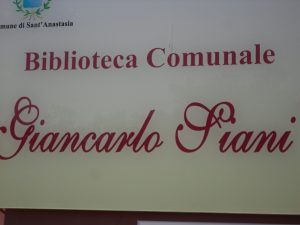 omune di Sant'Anastasia
Biblioteca Comunale
Giancarlo Siani